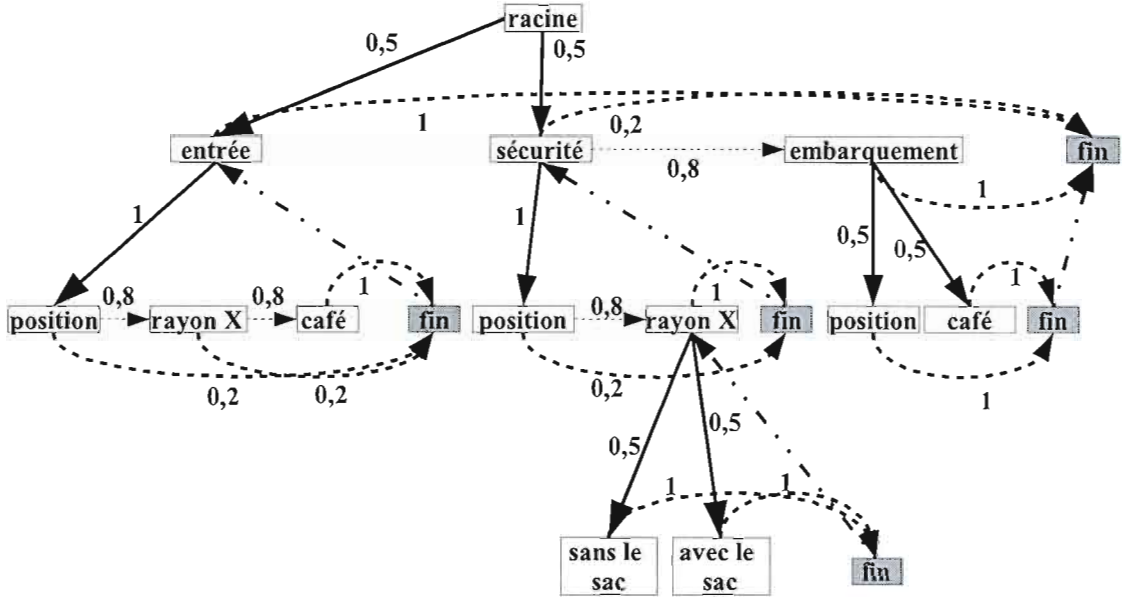 racine
0,5
0,5
1
0,2
entrée
sécurité
embarquement
fin
0,8
1
1
1
0,5
0,5
0,8
0,8
1
0,8
1
1
position
rayon X
café
fin
position
rayon X
fin
position
café
fin
0,2
0,2
0,2
1
0,5
0,5
1
1
sans le
sac
avec le
sac
fin